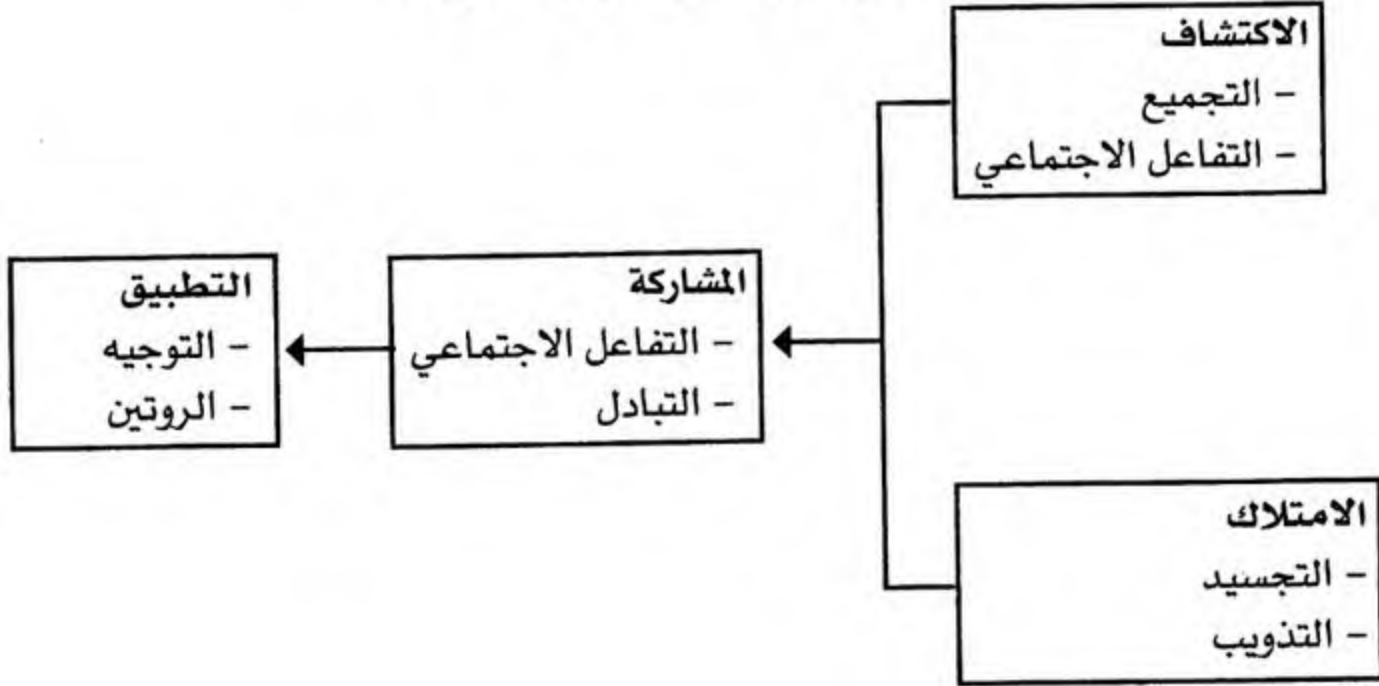 الاكتشاف
– التجميع
– التفاعل الاجتماعي
المشاركة
– التفاعل الاجتماعي
– التبادل
التطبيق
– التوجيه
– الروتين
الامتلاك
– التجسيد
– التذويب